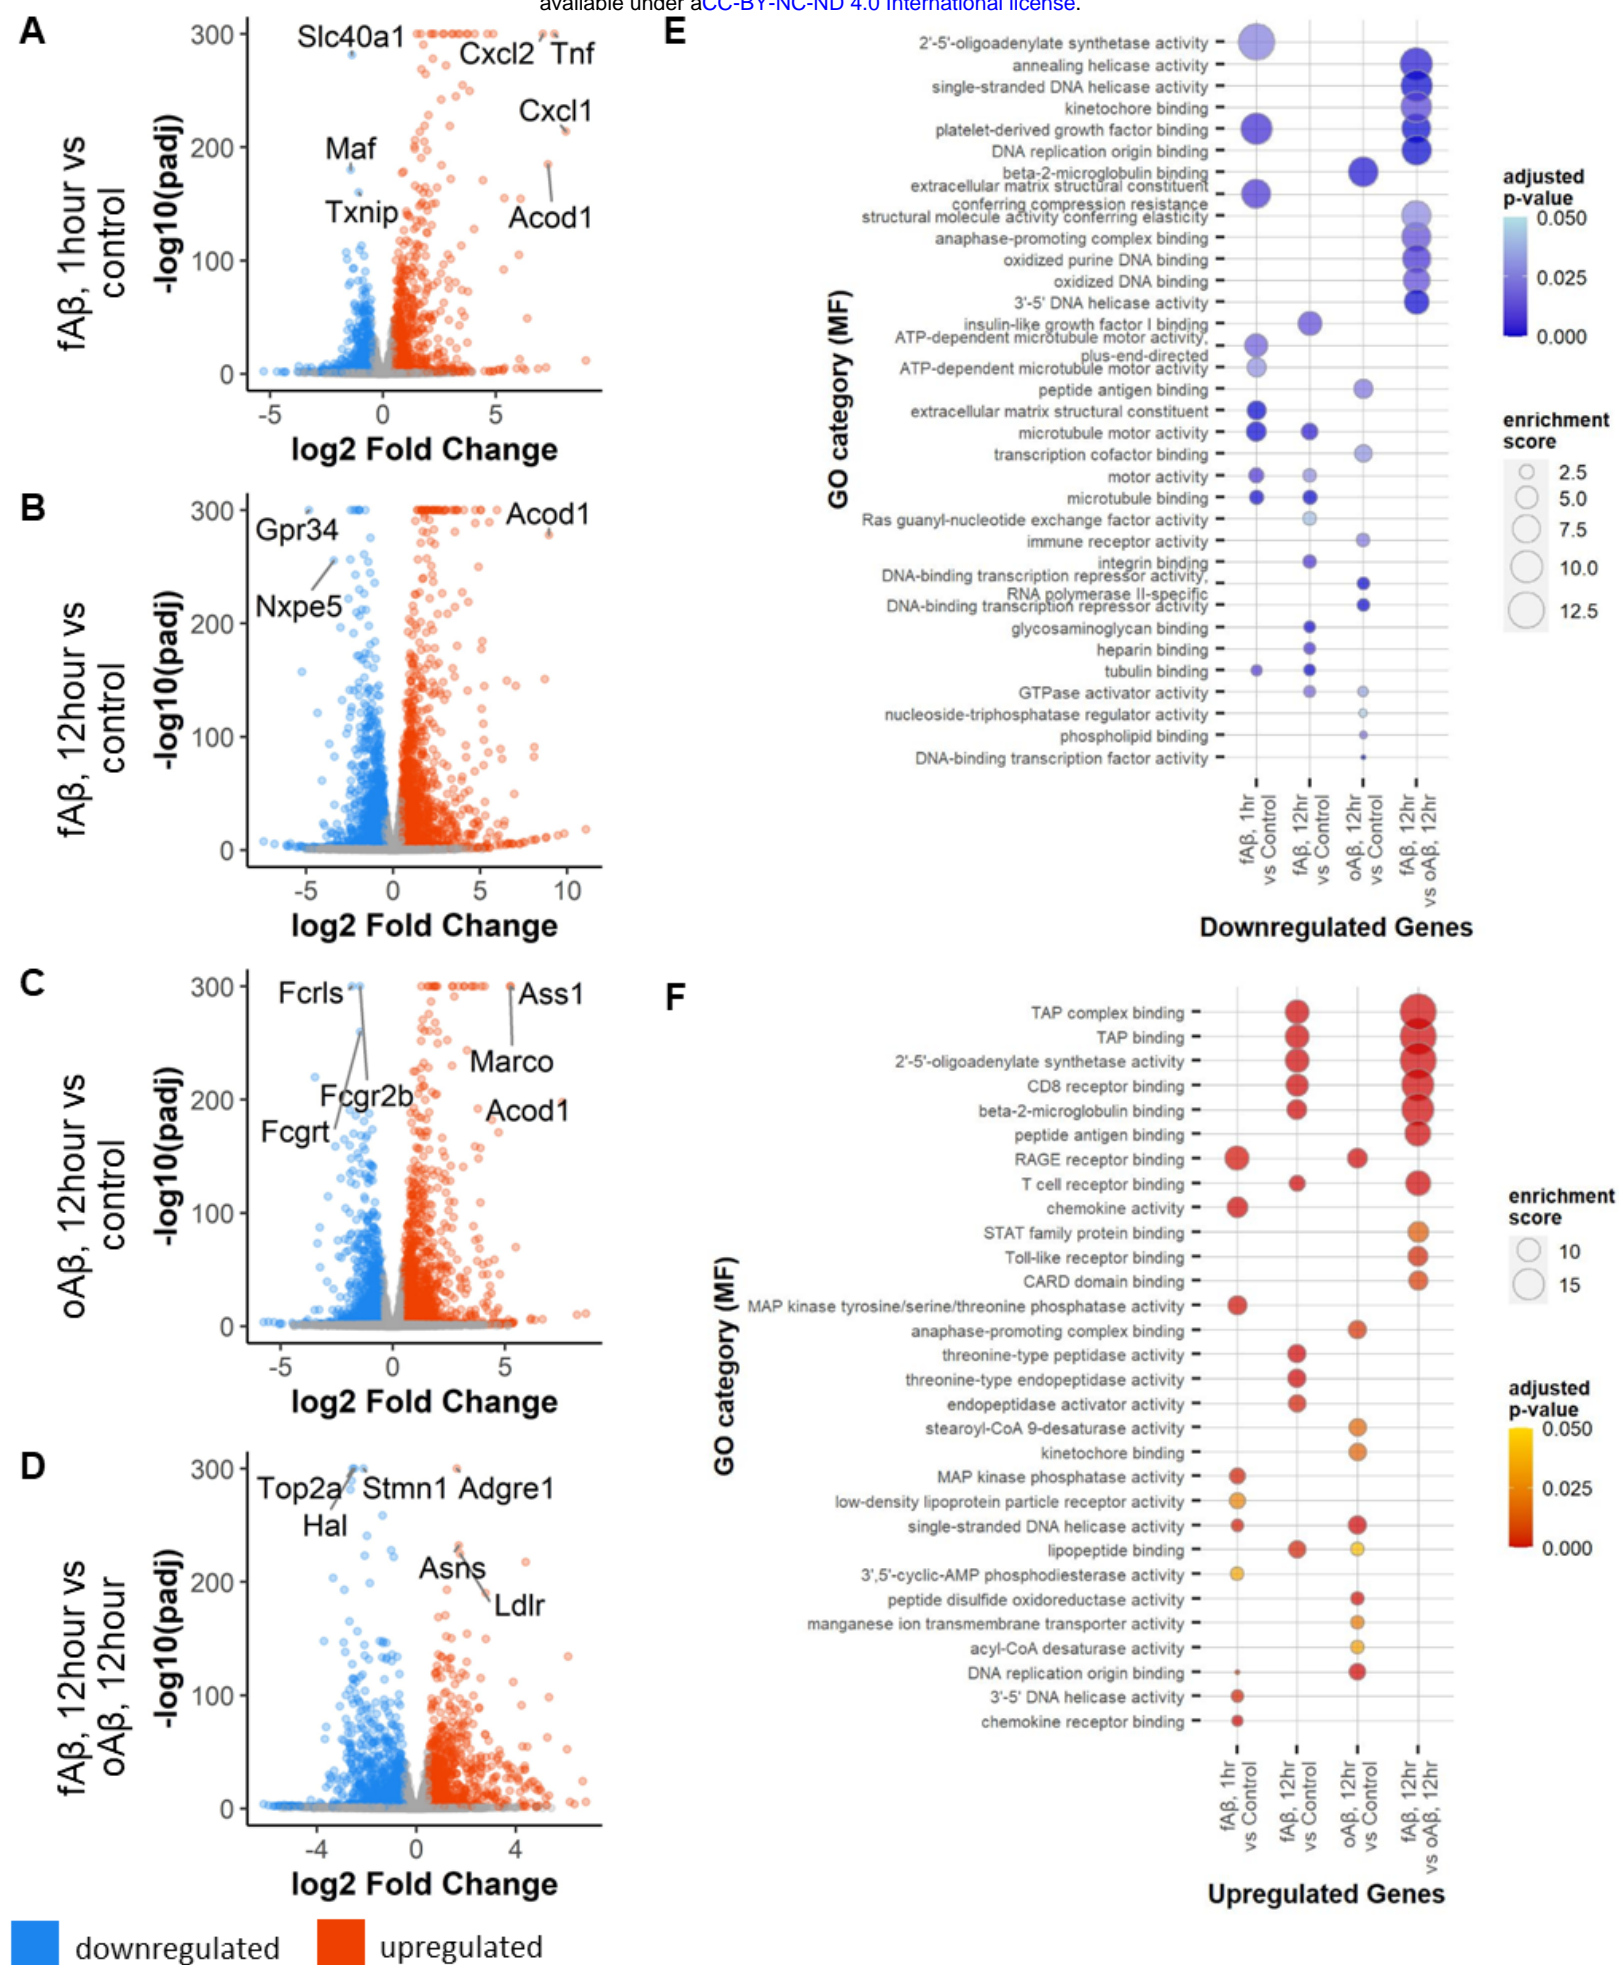 available under aCC-BY-NC-ND 4.0 International license.
A
fAβ, 1hour vs
control
-log10(padj)
300
200
100
0
Slc40a1
Cxcl2
Tnf
Cxcl1
Maf
Txnip
Acod1
-5
0
5
log2 Fold Change
B
fAβ, 12hour vs
control
-log10(padj)
300
200
100
0
Gpr34
Acod1
Nxpe5
-5
0
5
10
log2 Fold Change
C
oAβ, 12hour vs
control
-log10(padj)
300
200
100
0
Fcrls
Ass1
Marco
Fcgr2b
Acod1
Fcgrt
-5
0
5
log2 Fold Change
D
fAβ, 12hour vs
oAβ, 12hour
-log10(padj)
300
200
100
0
Top2a
Stmn1
Adgre1
Hal
Asns
Ldlr
-4
0
4
log2 Fold Change
downregulated
upregulated
E
GO category (MF)
2'-5'-oligoadenylate synthetase activity
annealing helicase activity
single-stranded DNA helicase activity
kinetochore binding
platelet-derived growth factor binding
DNA replication origin binding
beta-2-microglobulin binding
extracellular matrix structural constituent
conferring compression resistance
structural molecule activity conferring elasticity
anaphase-promoting complex binding
oxidized purine DNA binding
oxidized DNA binding
3'-5' DNA helicase activity
insulin-like growth factor I binding
ATP-dependent microtubule motor activity,
plus-end-directed
ATP-dependent microtubule motor activity
peptide antigen binding
extracellular matrix structural constituent
microtubule motor activity
transcription cofactor binding
motor activity
microtubule binding
Ras guanyl-nucleotide exchange factor activity
immune receptor activity
integrin binding
DNA-binding transcription repressor activity,
RNA polymerase II-specific
DNA-binding transcription repressor activity
glycosaminoglycan binding
heparin binding
tubulin binding
GTPase activator activity
nucleoside-triphosphatase regulator activity
phospholipid binding
DNA-binding transcription factor activity
fAβ, 1hr
vs Control
fAβ, 12hr
vs Control
oAβ, 12hr
vs Control
fAβ, 12hr
vs oAβ, 12hr
Downregulated Genes
adjusted
p-value
0.050
0.025
0.000
enrichment
score
2.5
5.0
7.5
10.0
12.5
F
GO category (MF)
TAP complex binding
TAP binding
2'-5'-oligoadenylate synthetase activity
CD8 receptor binding
beta-2-microglobulin binding
peptide antigen binding
RAGE receptor binding
T cell receptor binding
chemokine activity
STAT family protein binding
Toll-like receptor binding
CARD domain binding
MAP kinase tyrosine/serine/threonine phosphatase activity
anaphase-promoting complex binding
threonine-type peptidase activity
threonine-type endopeptidase activity
endopeptidase activator activity
stearoyl-CoA 9-desaturase activity
kinetochore binding
MAP kinase phosphatase activity
low-density lipoprotein particle receptor activity
single-stranded DNA helicase activity
lipopeptide binding
3',5'-cyclic-AMP phosphodiesterase activity
peptide disulfide oxidoreductase activity
manganese ion transmembrane transporter activity
acyl-CoA desaturase activity
DNA replication origin binding
3'-5' DNA helicase activity
chemokine receptor binding
fAβ, 1hr
vs Control
fAβ, 12hr
vs Control
oAβ, 12hr
vs Control
fAβ, 12hr
vs oAβ, 12hr
Upregulated Genes
enrichment
score
10
15
adjusted
p-value
0.050
0.025
0.000